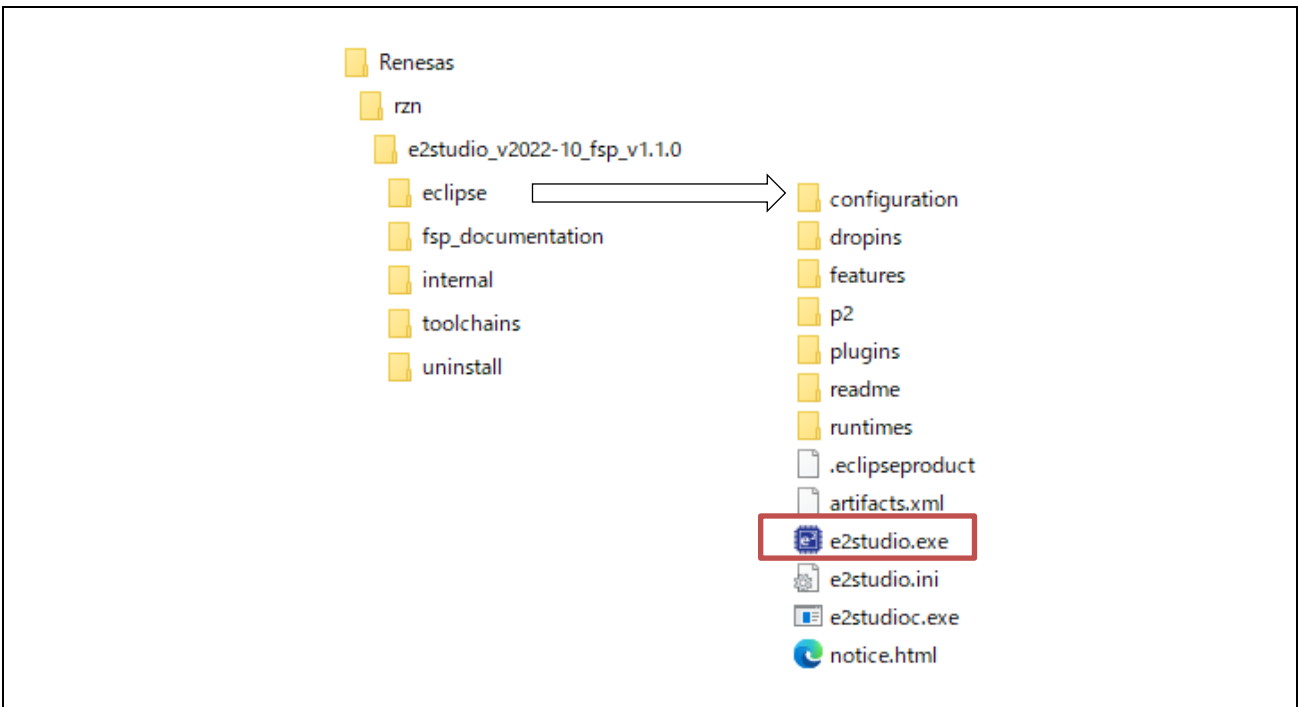 Renesas
rzn
e2studio_v2022-10_fsp_v1.1.0
eclipse
fsp_documentation
internal
toolchains
uninstall
configuration
dropins
features
p2
plugins
readme
runtimes
.eclipseproduct
artifacts.xml
e2studio.exe
e2studio.ini
e2studioc.exe
notice.html